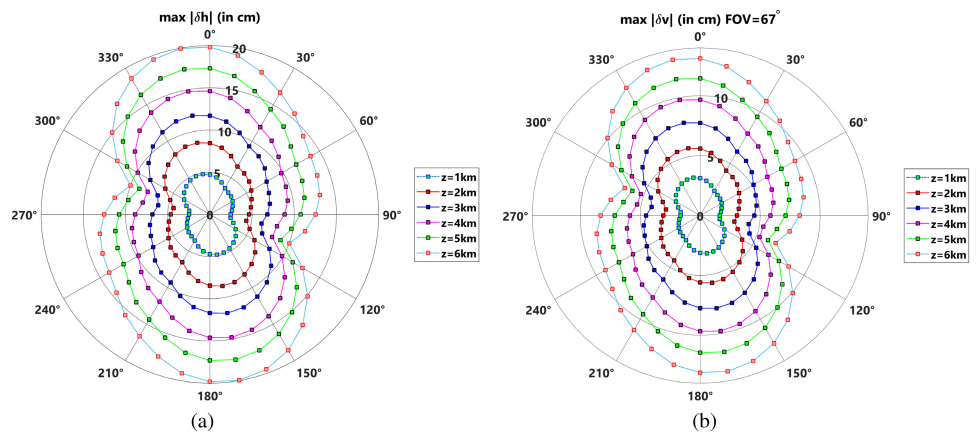 max |δh| (in cm)
0°
30°
60°
90°
120°
150°
180°
210°
240°
270°
300°
330°
0
5
10
15
20
z=1km
z=2km
z=3km
z=4km
z=5km
z=6km
(a)
max |δv| (in cm) FOV=67°
0°
30°
60°
90°
120°
150°
180°
210°
240°
270°
300°
330°
0
5
10
z=1km
z=2km
z=3km
z=4km
z=5km
z=6km
(b)